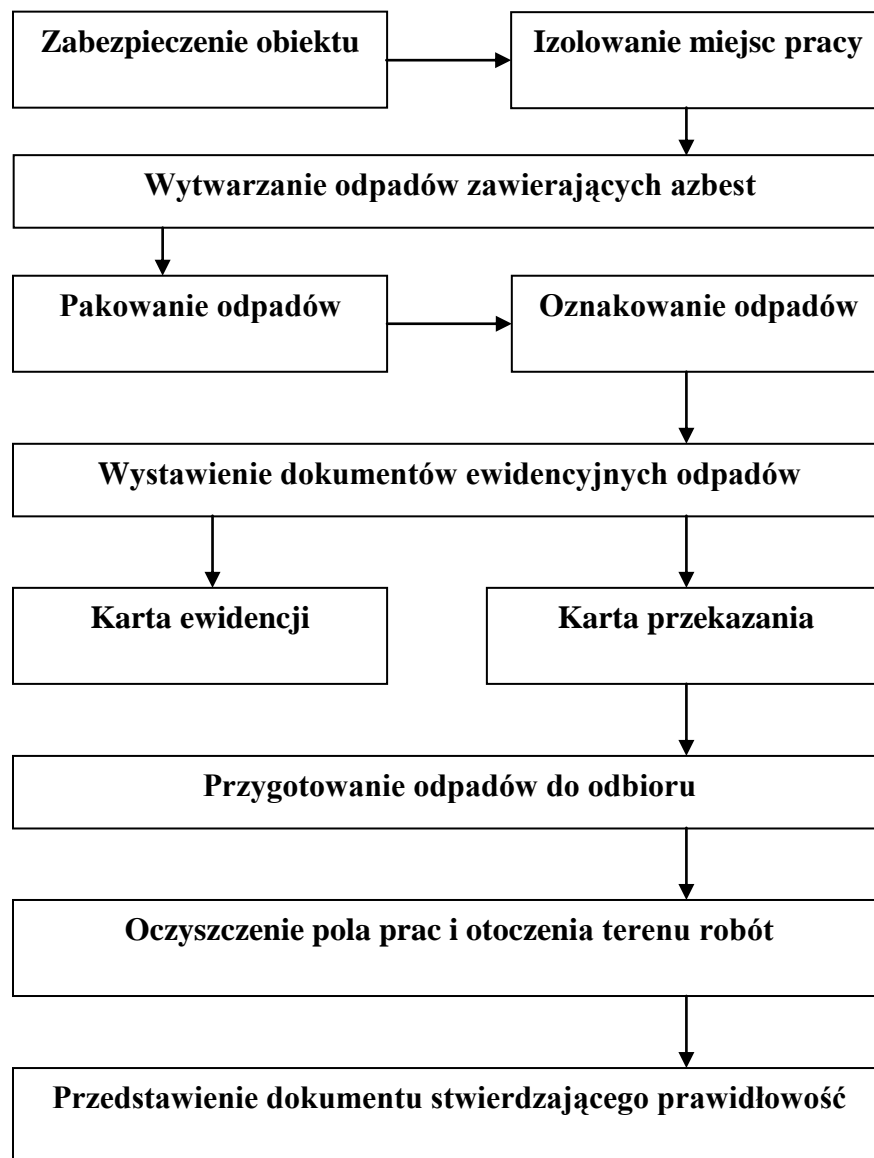 Zabezpieczenie obiektu
Izolowanie miejsc pracy
Wytwarzanie odpadów zawierających azbest
Pakowanie odpadów
Oznakowanie odpadów
Wystawienie dokumentów ewidencyjnych odpadów
Karta ewidencji
Karta przekazania
Przygotowanie odpadów do odbioru
Oczyszczenie pola prac i otoczenia terenu robót
Przedstawienie dokumentu stwierdzającego prawidłowość